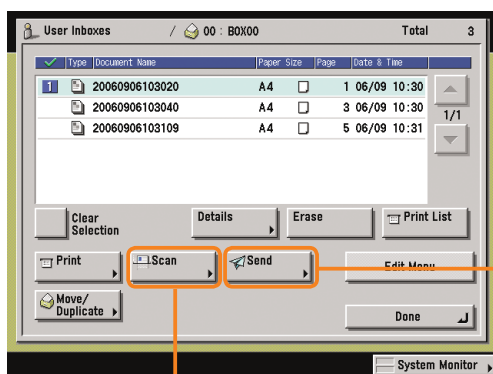 User Inboxes / 00 : BOX00 Total 3
Type Document Name Paper Size Page Date & Time
1 20060906103020 A4 1 06/09 10:30
20060906103040 A4 3 06/09 10:30
20060906103109 A4 5 06/09 10:31
1/1
Clear Selection Details Erase Print List
Print Scan Send Edit Menu
Move/Duplicate Done
System Monitor